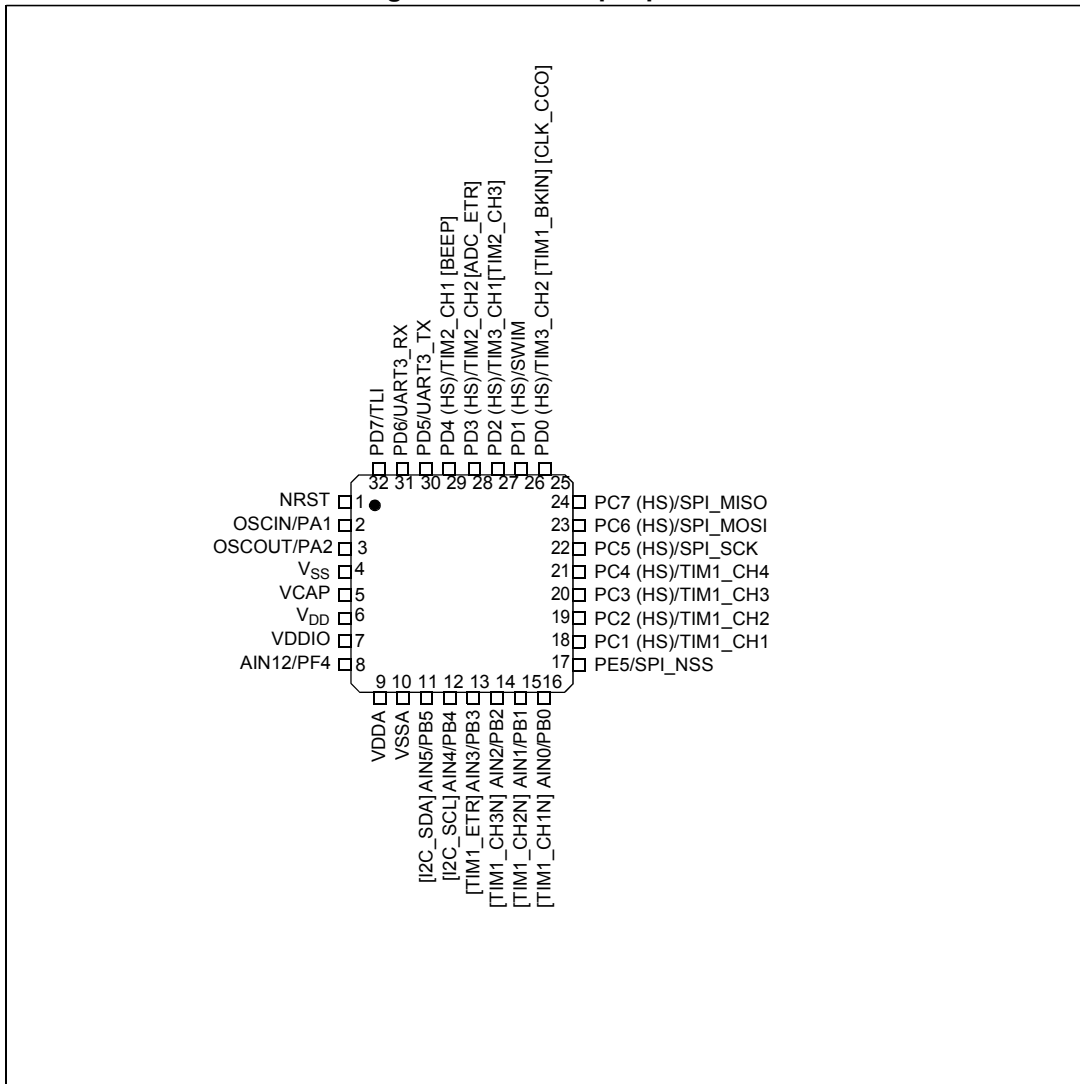 PD7/TLI
PD6/UART3_RX
PD5/UART3_TX
PD4 (HS)/TIM2_CH1 [BEEP]
PD3 (HS)/TIM2_CH2[ADC_ETR]
PD2 (HS)/TIM3_CH1[TIM2_CH3]
PD1 (HS)/SWIM
PD0 (HS)/TIM3_CH2 [TIM1_BKIN] [CLK_CCO]
32 31 30 29 28 27 26 25
NRST 1
OSCIN/PA1 2
OSCOUT/PA2 3
VSS 4
VCAP 5
VDD 6
VDDIO 7
AIN12/PF4 8
24 PC7 (HS)/SPI_MISO
23 PC6 (HS)/SPI_MOSI
22 PC5 (HS)/SPI_SCK
21 PC4 (HS)/TIM1_CH4
20 PC3 (HS)/TIM1_CH3
19 PC2 (HS)/TIM1_CH2
18 PC1 (HS)/TIM1_CH1
17 PE5/SPI_NSS
9 10 11 12 13 14 15 16
VDDA
VSSA
[I2C_SDA] AIN5/PB5
[I2C_SCL] AIN4/PB4
[TIM1_ETR] AIN3/PB3
[TIM1_CH3N] AIN2/PB2
[TIM1_CH2N] AIN1/PB1
[TIM1_CH1N] AIN0/PB0